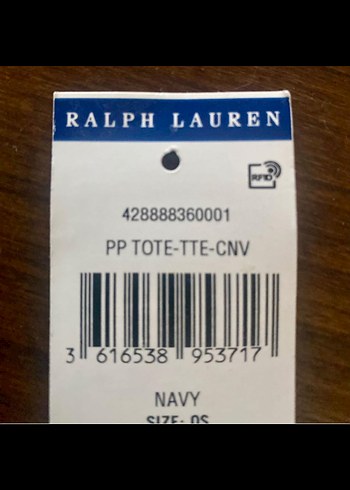 RALPH LAUREN
RFID
428888360001
PP TOTE-TTE-CNV
3 616538 953717
NAVY
SIZE: OS